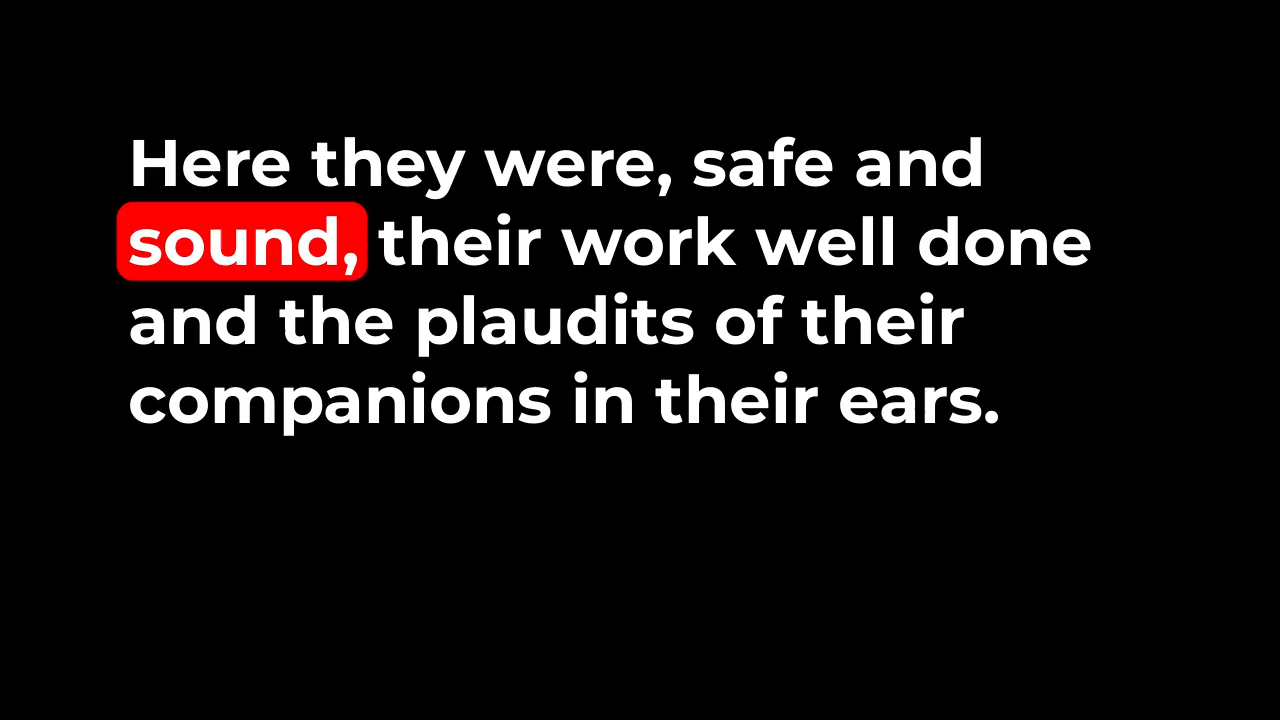 Here they were, safe and
sound, their work well done
and the plaudits of their
companions in their ears.